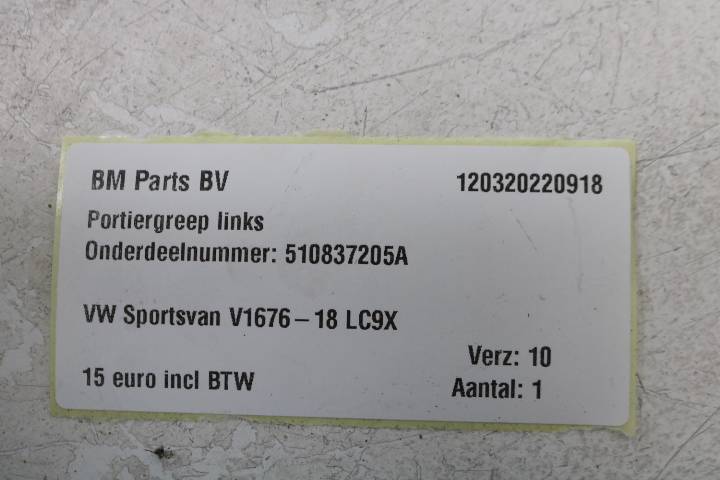 BM Parts BV 120320220918
Portiergreep links
Onderdeelnummer: 510837205A
VW Sportsvan V1676-18 LC9X
Verz: 10
15 euro incl BTW
Aantal: 1